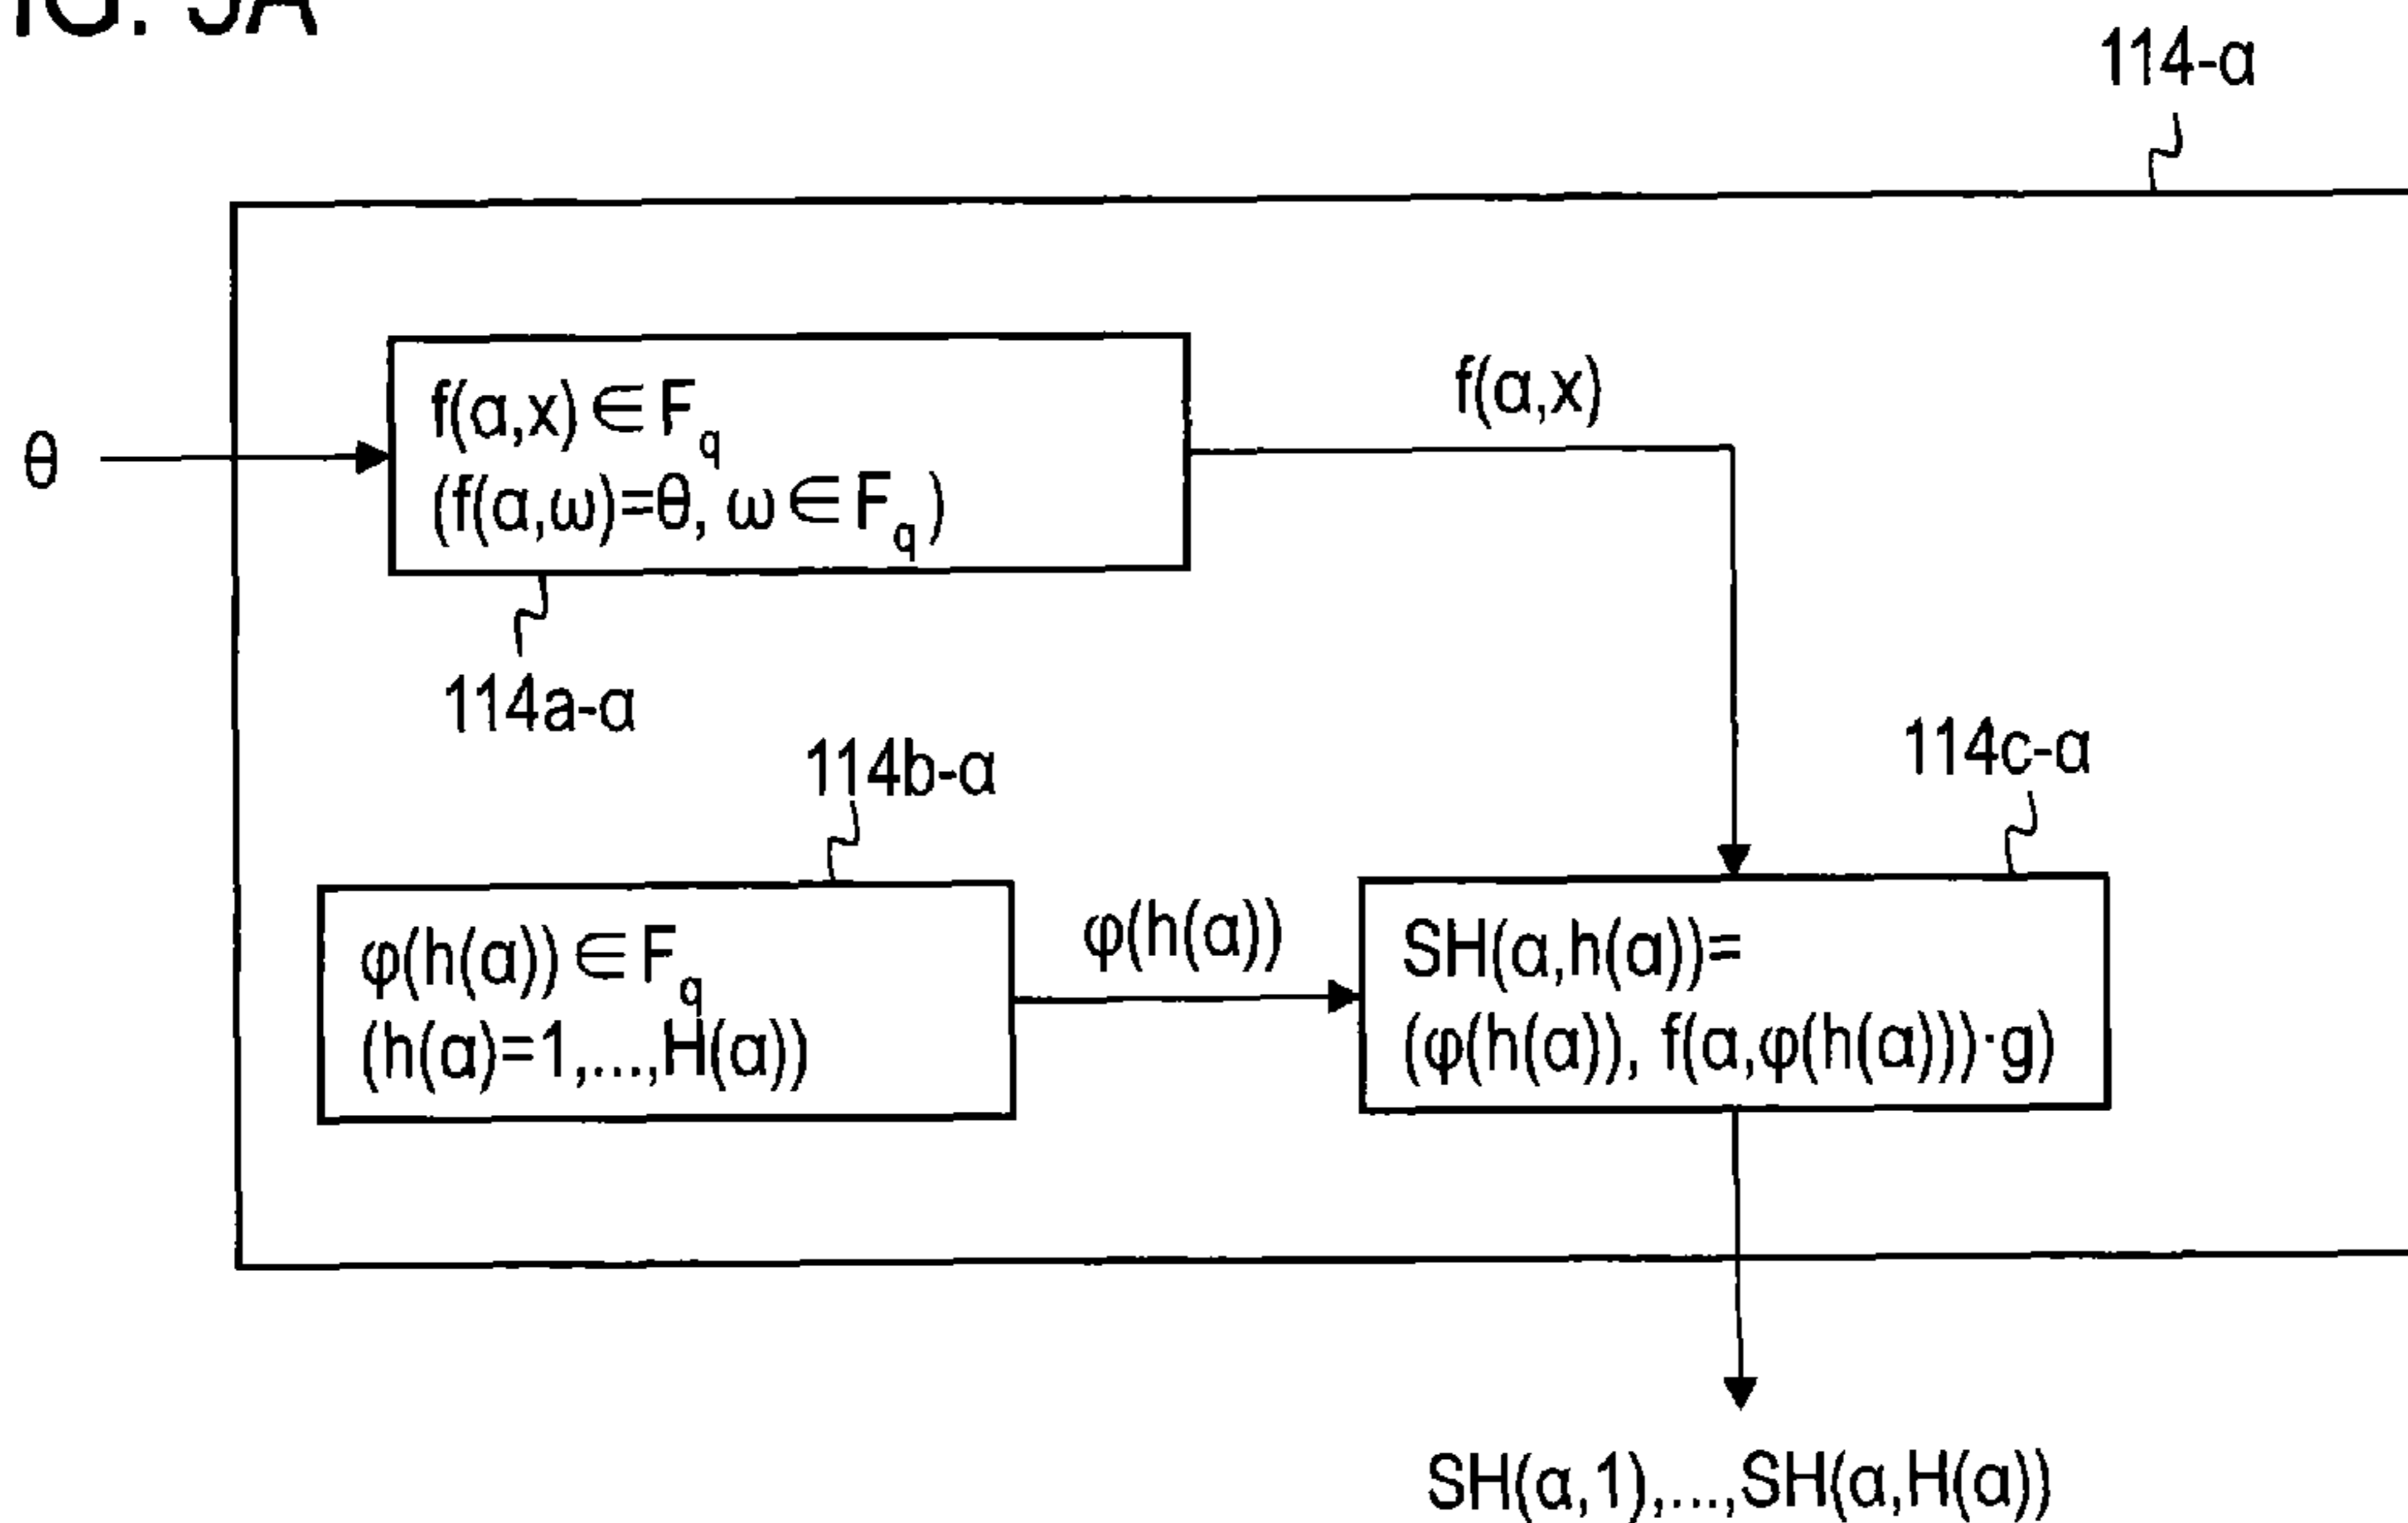 114-α
f(α,x)∈F_q
(f(α,ω)=θ, ω∈F_q)
f(α,x)
θ
114a-α
114b-α
114c-α
φ(h(α))∈F_q
(h(α)=1,...,H(α))
φ(h(α))
SH(α,h(α))=
(φ(h(α)), f(α,φ(h(α)))·g)
SH(α,1),...,SH(α,H(α))